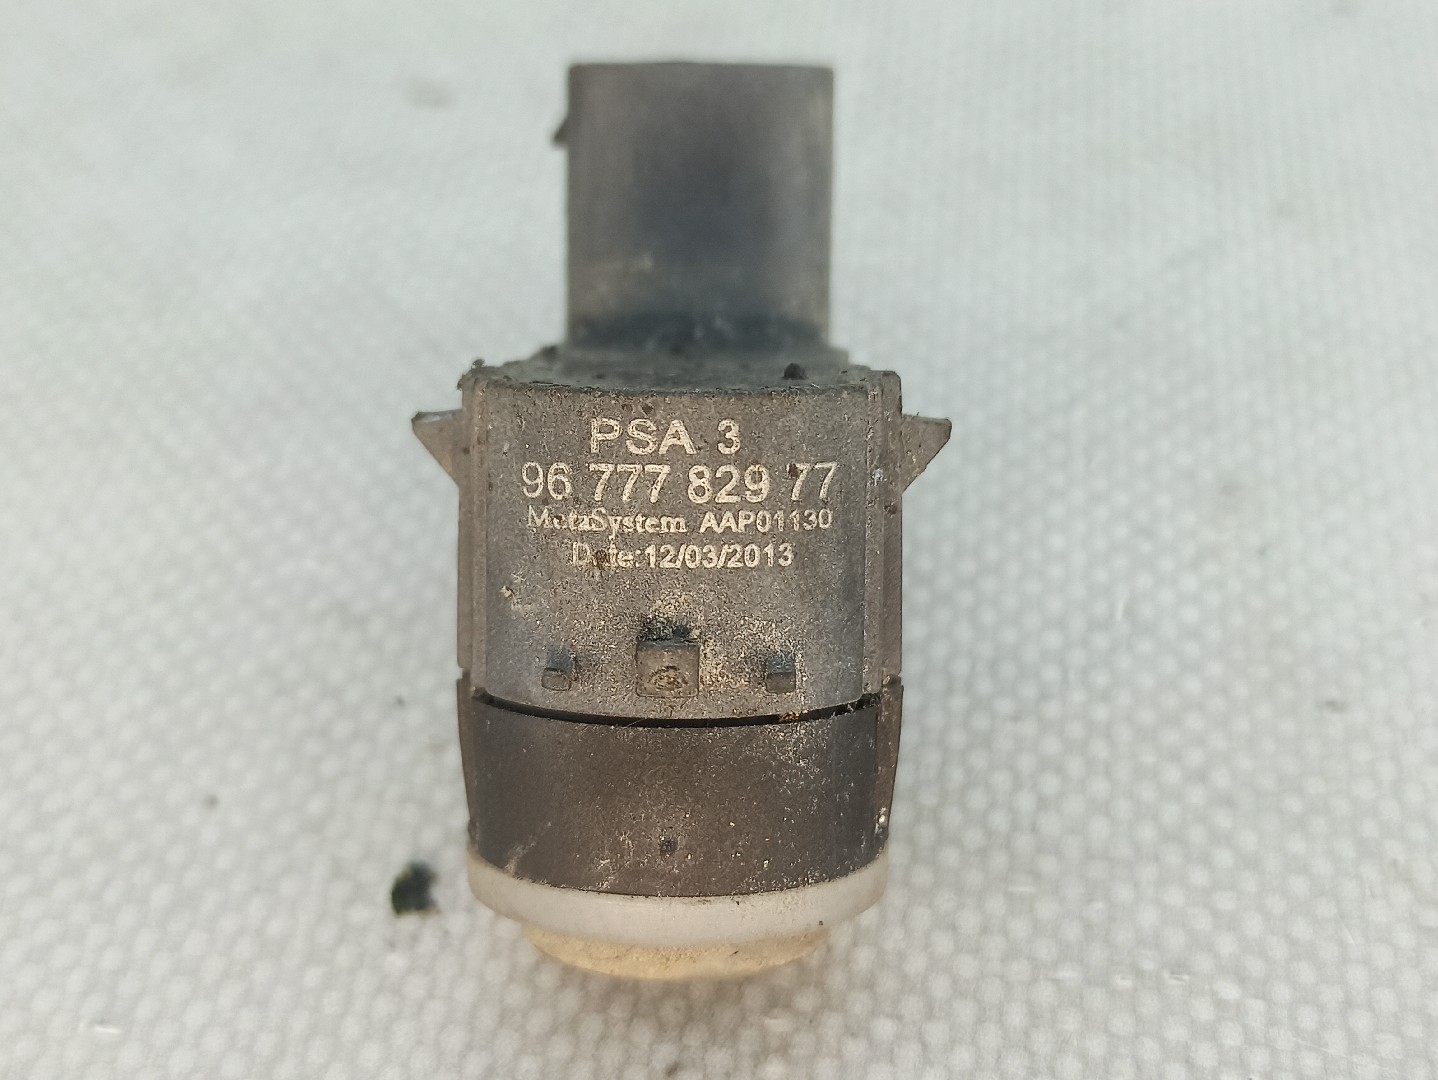 PSA 3
96 777 829 77
MetaSystem AAP01130
Date:12/03/2013